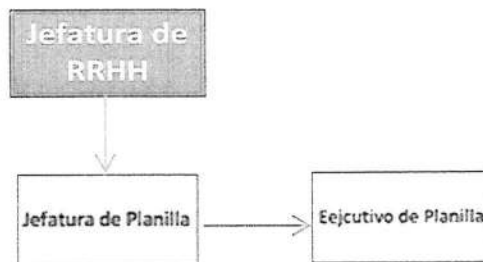 Jefatura de
RRHH
Jefatura de Planilla
Eejcutivo de Planilla